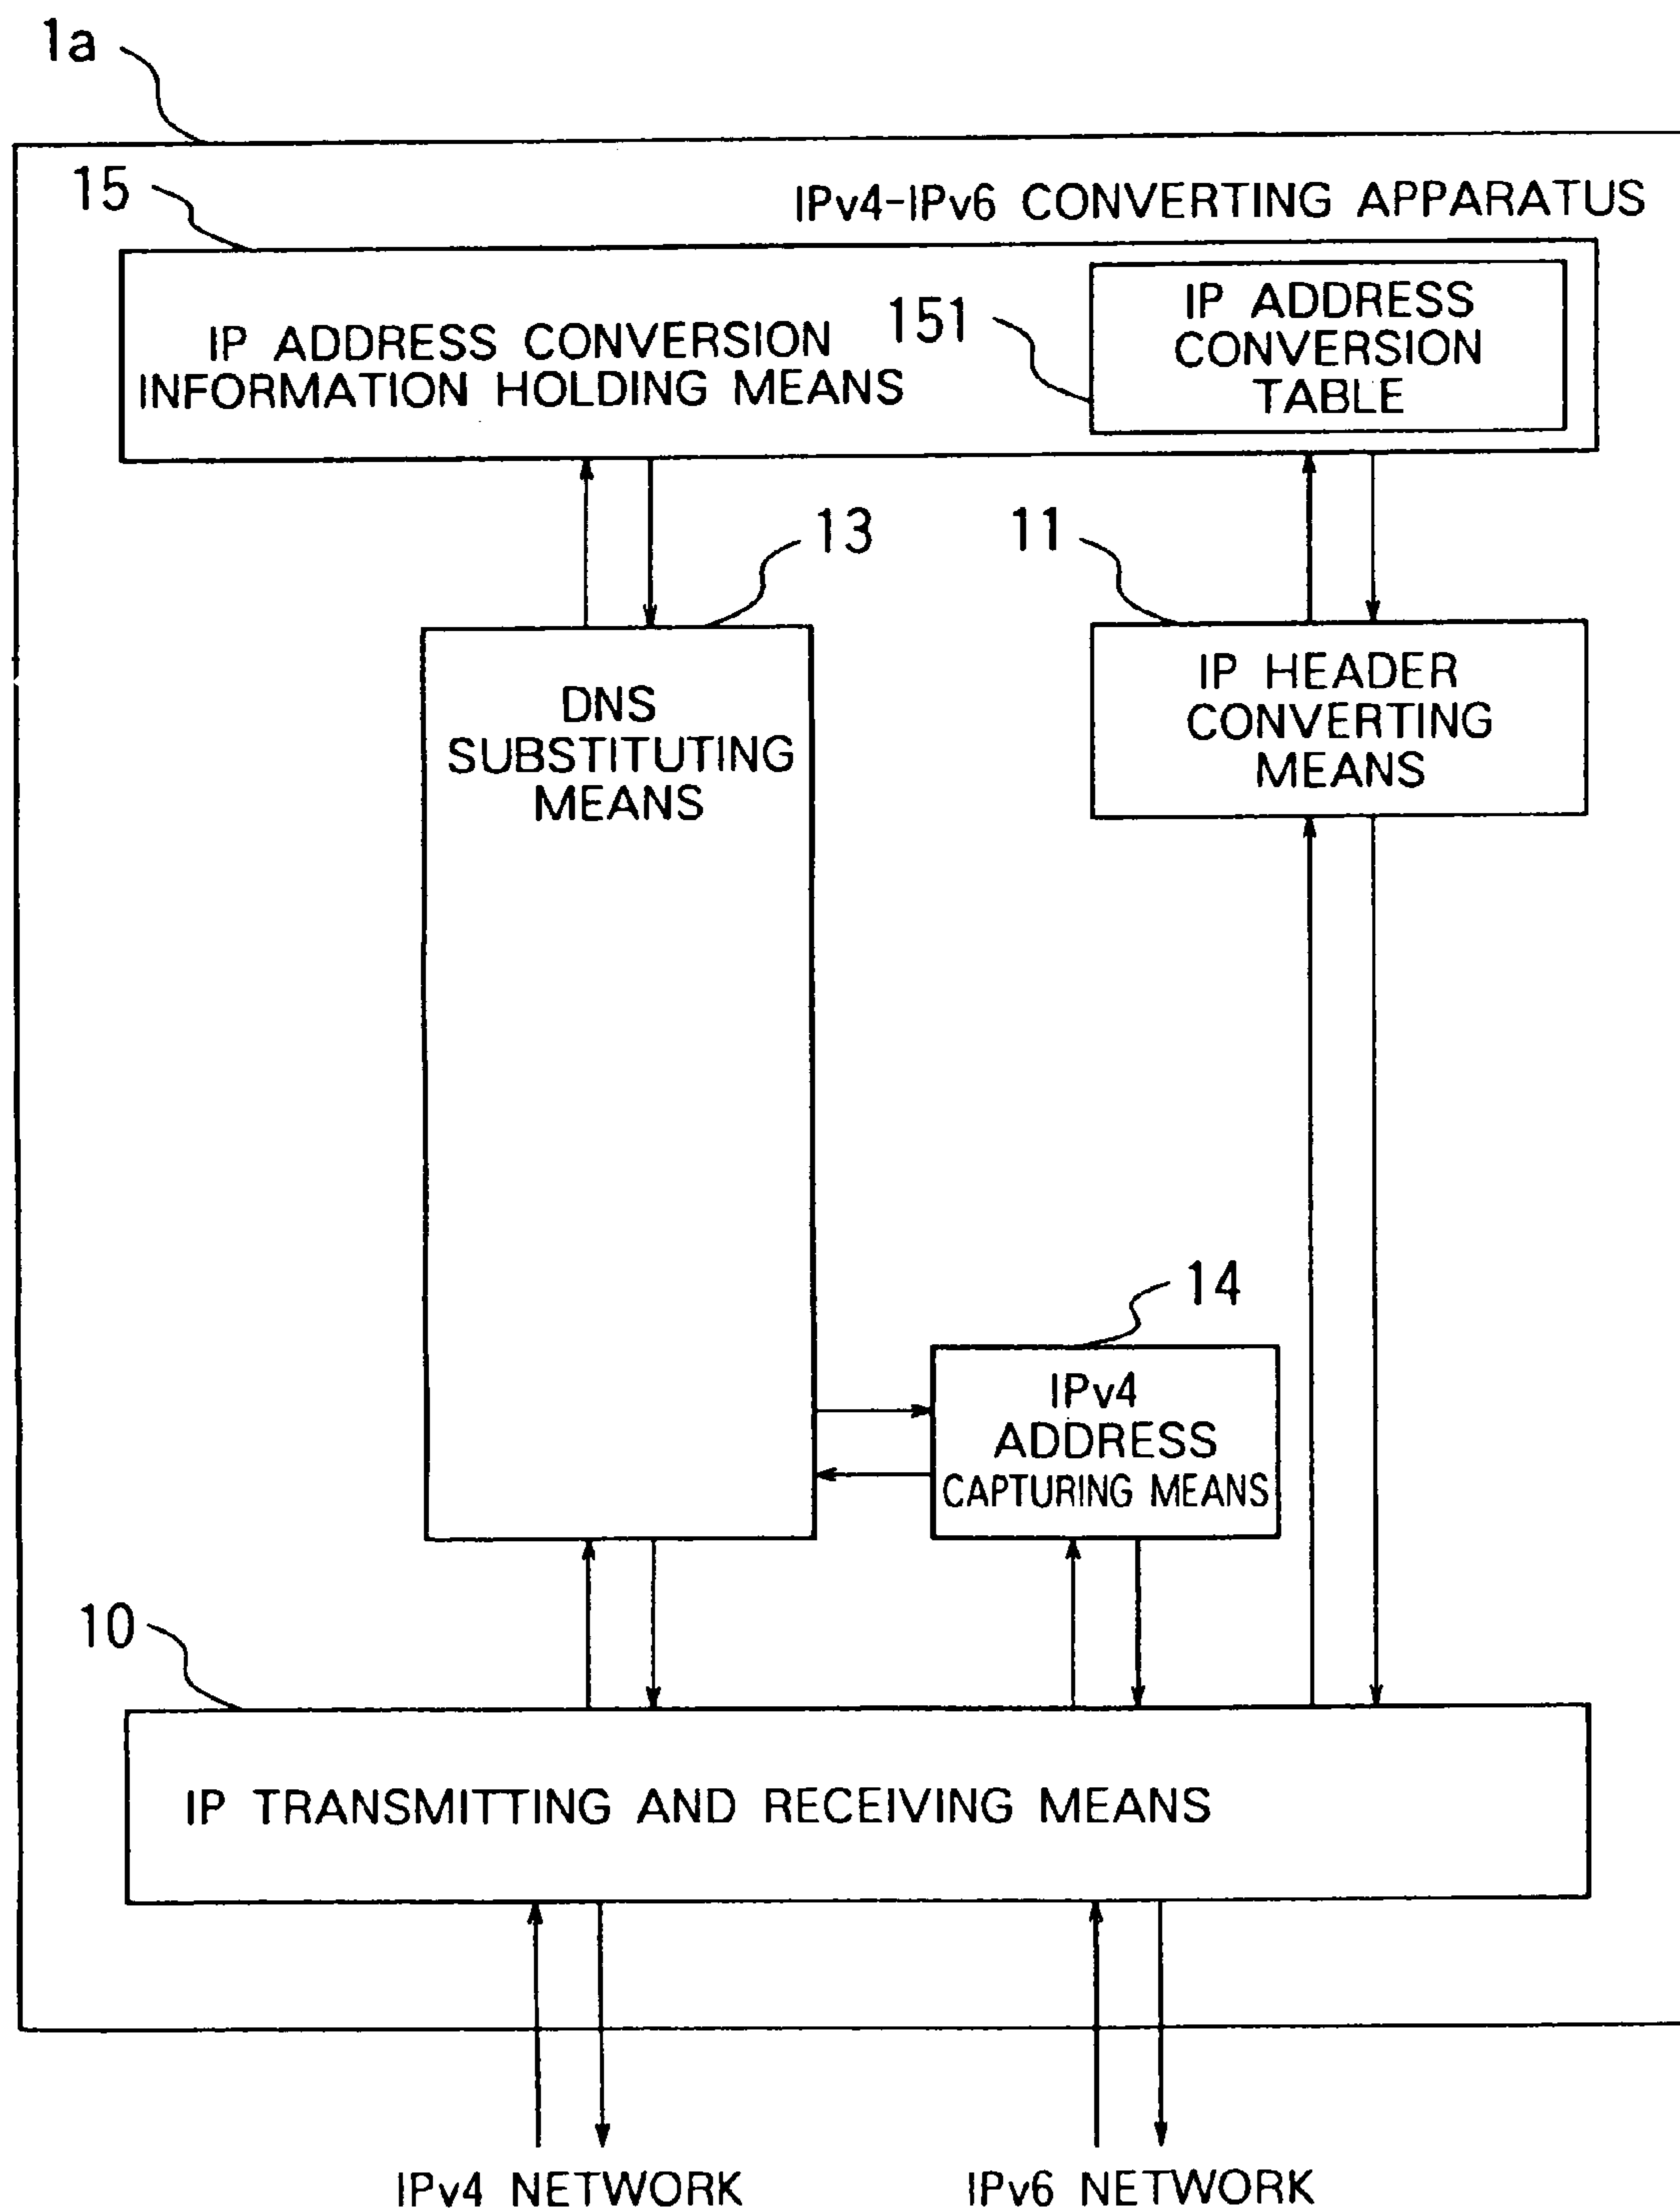 1a
15
IPv4-IPv6 CONVERTING APPARATUS
IP ADDRESS CONVERSION
INFORMATION HOLDING MEANS
151
IP ADDRESS
CONVERSION
TABLE
13
11
DNS
SUBSTITUTING
MEANS
IP HEADER
CONVERTING
MEANS
14
IPv4
ADDRESS
CAPTURING MEANS
10
IP TRANSMITTING AND RECEIVING MEANS
IPv4 NETWORK
IPv6 NETWORK